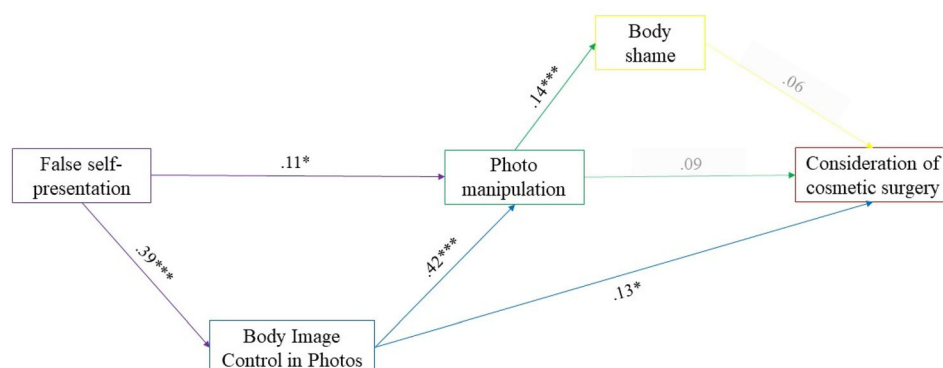 Body
shame
.14***
.06
False self-
presentation
.11*
Photo
manipulation
.09
Consideration of
cosmetic surgery
.39***
.42***
.13*
Body Image
Control in Photos